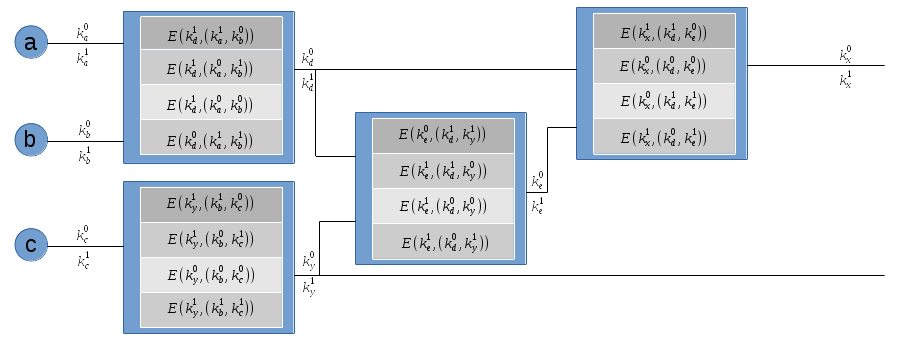 a
k_a^0
k_a^1
b
k_b^0
k_b^1
E(k_d^1,(k_a^1,k_b^0))
E(k_d^1,(k_a^0,k_b^1))
E(k_d^1,(k_a^0,k_b^0))
E(k_d^0,(k_a^1,k_b^1))
k_d^0
k_d^1
c
k_c^0
k_c^1
E(k_y^1,(k_b^1,k_c^0))
E(k_y^1,(k_b^0,k_c^1))
E(k_y^0,(k_b^0,k_c^0))
E(k_y^1,(k_b^1,k_c^1))
k_y^0
k_y^1
E(k_e^0,(k_d^1,k_y^1))
E(k_e^1,(k_d^1,k_y^0))
E(k_e^1,(k_d^0,k_y^0))
E(k_e^1,(k_d^0,k_y^1))
k_e^0
k_e^1
E(k_x^1,(k_d^1,k_e^0))
E(k_x^0,(k_d^0,k_e^0))
E(k_x^0,(k_d^1,k_e^1))
E(k_x^1,(k_d^0,k_e^1))
k_x^0
k_x^1